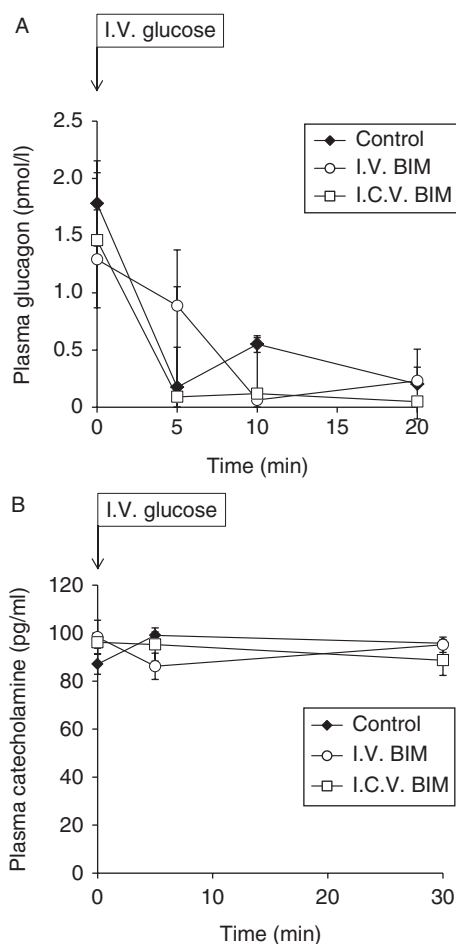 A
I.V. glucose
2.5
2.0
1.5
1.0
0.5
0
Plasma glucagon (pmol/l)
Control
I.V. BIM
I.C.V. BIM
0 5 10 15 20
Time (min)
B
I.V. glucose
120
100
80
60
40
20
0
Plasma catecholamine (pg/ml)
Control
I.V. BIM
I.C.V. BIM
0 10 20 30
Time (min)